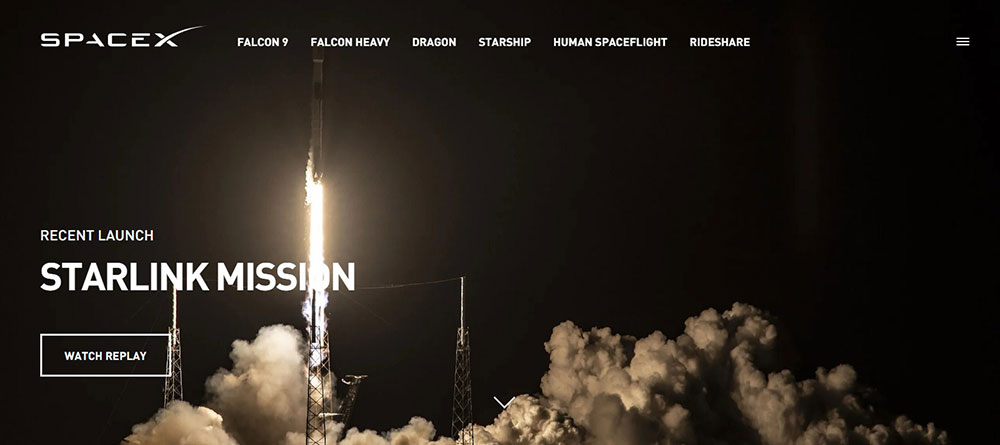 SPACEX FALCON 9 FALCON HEAVY DRAGON STARSHIP HUMAN SPACEFLIGHT RIDESHARE
RECENT LAUNCH
STARLINK MISSION
WATCH REPLAY